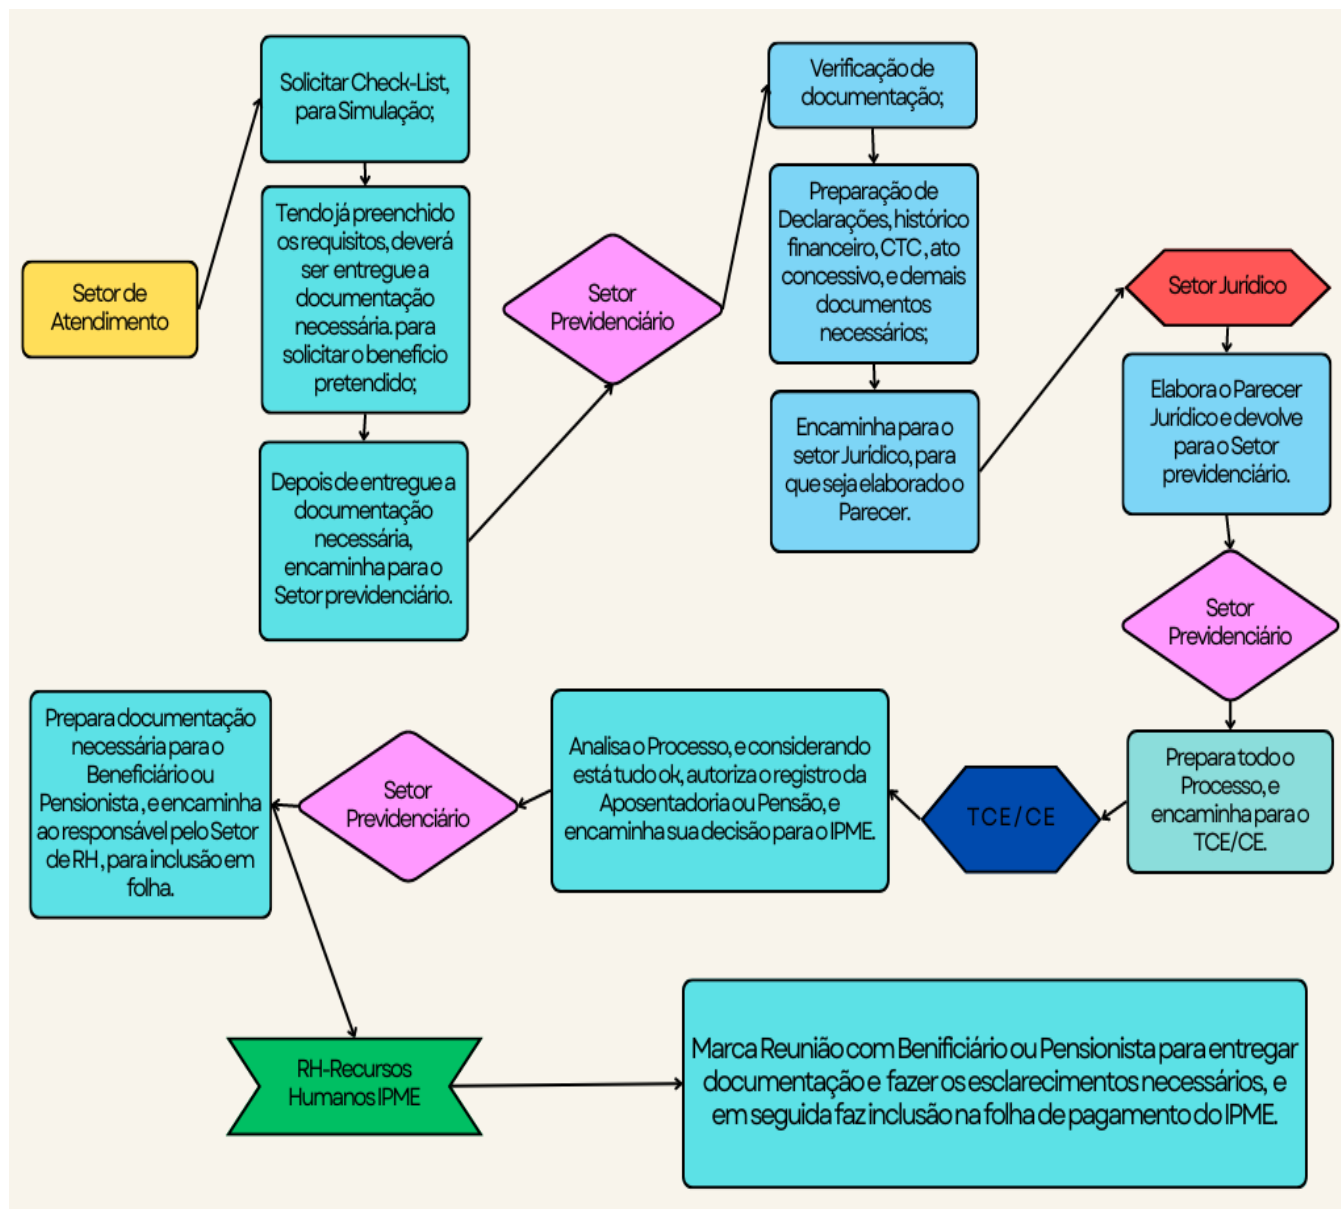 Setor de
Atendimento
Solicitar Check-List,
para Simulação;
Tendo já preenchido
os requisitos, deverá
ser entregue a
documentação
necessária. para
solicitar o benefício
pretendido;
Depois de entregue a
documentação
necessária,
encaminha para o
Setor previdenciário.
Setor
Previdenciário
Verificação de
documentação;
Preparação de
Declarações, histórico
financeiro, CTC, ato
concessivo, e demais
documentos
necessários;
Encaminha para o
setor Jurídico, para
que seja elaborado o
Parecer.
Setor Jurídico
Elabora o Parecer
Jurídico e devolve
para o Setor
previdenciário.
Setor
Previdenciário
Prepara todo o
Processo, e
encaminha para o
TCE/CE.
TCE/CE
Analisa o Processo, e considerando
está tudo ok, autoriza o registro da
Aposentadoria ou Pensão, e
encaminha sua decisão para o IPME.
Setor
Previdenciário
Prepara documentação
necessária para o
Beneficiário ou
Pensionista, e encaminha
ao responsável pelo Setor
de RH, para inclusão em
folha.
RH-Recursos
Humanos IPME
Marca Reunião com Benificiário ou Pensionista para entregar
documentação e fazer os esclarecimentos necessários, e
em seguida faz inclusão na folha de pagamento do IPME.